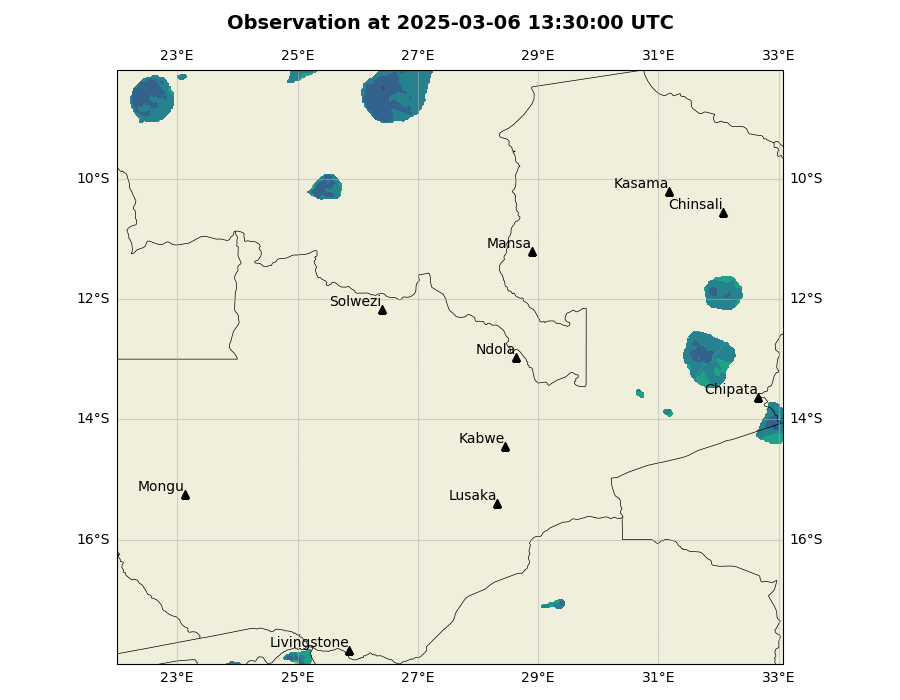 Observation at 2025-03-06 13:30:00 UTC
23°E 25°E 27°E 29°E 31°E 33°E
10°S 10°S
Kasama
Chinsali
Mansa
12°S 12°S
Solwezi
Ndola
Chipata
14°S 14°S
Kabwe
Mongu
Lusaka
16°S 16°S
Livingstone
23°E 25°E 27°E 29°E 31°E 33°E